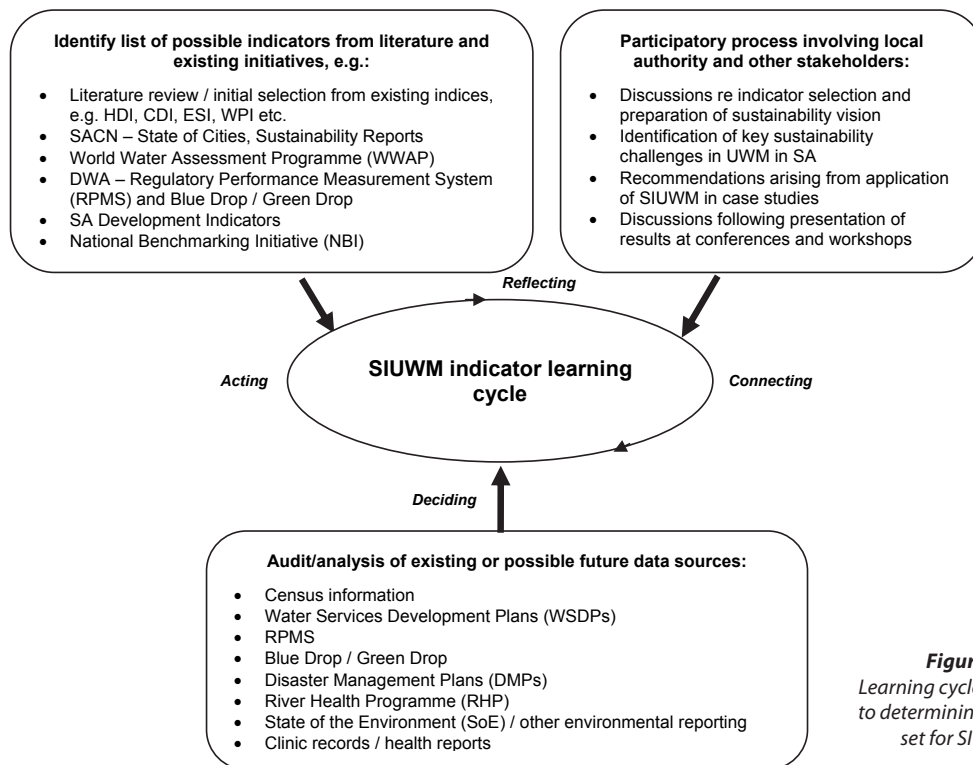 Identify list of possible indicators from literature and
existing initiatives, e.g.:
• Literature review / initial selection from existing indices,
e.g. HDI, CDI, ESI, WPI etc.
• SACN – State of Cities, Sustainability Reports
• World Water Assessment Programme (WWAP)
• DWA – Regulatory Performance Measurement System
(RPMS) and Blue Drop / Green Drop
• SA Development Indicators
• National Benchmarking Initiative (NBI)
Participatory process involving local
authority and other stakeholders:
• Discussions re indicator selection and
preparation of sustainability vision
• Identification of key sustainability
challenges in UWM in SA
• Recommendations arising from application
of SIUWM in case studies
• Discussions following presentation of
results at conferences and workshops
Reflecting
Acting
SIUWM indicator learning
cycle
Connecting
Deciding
Audit/analysis of existing or possible future data sources:
• Census information
• Water Services Development Plans (WSDPs)
• RPMS
• Blue Drop / Green Drop
• Disaster Management Plans (DMPs)
• River Health Programme (RHP)
• State of the Environment (SoE) / other environmental reporting
• Clinic records / health reports
Figur
Learning cycl
to determining
set for SI